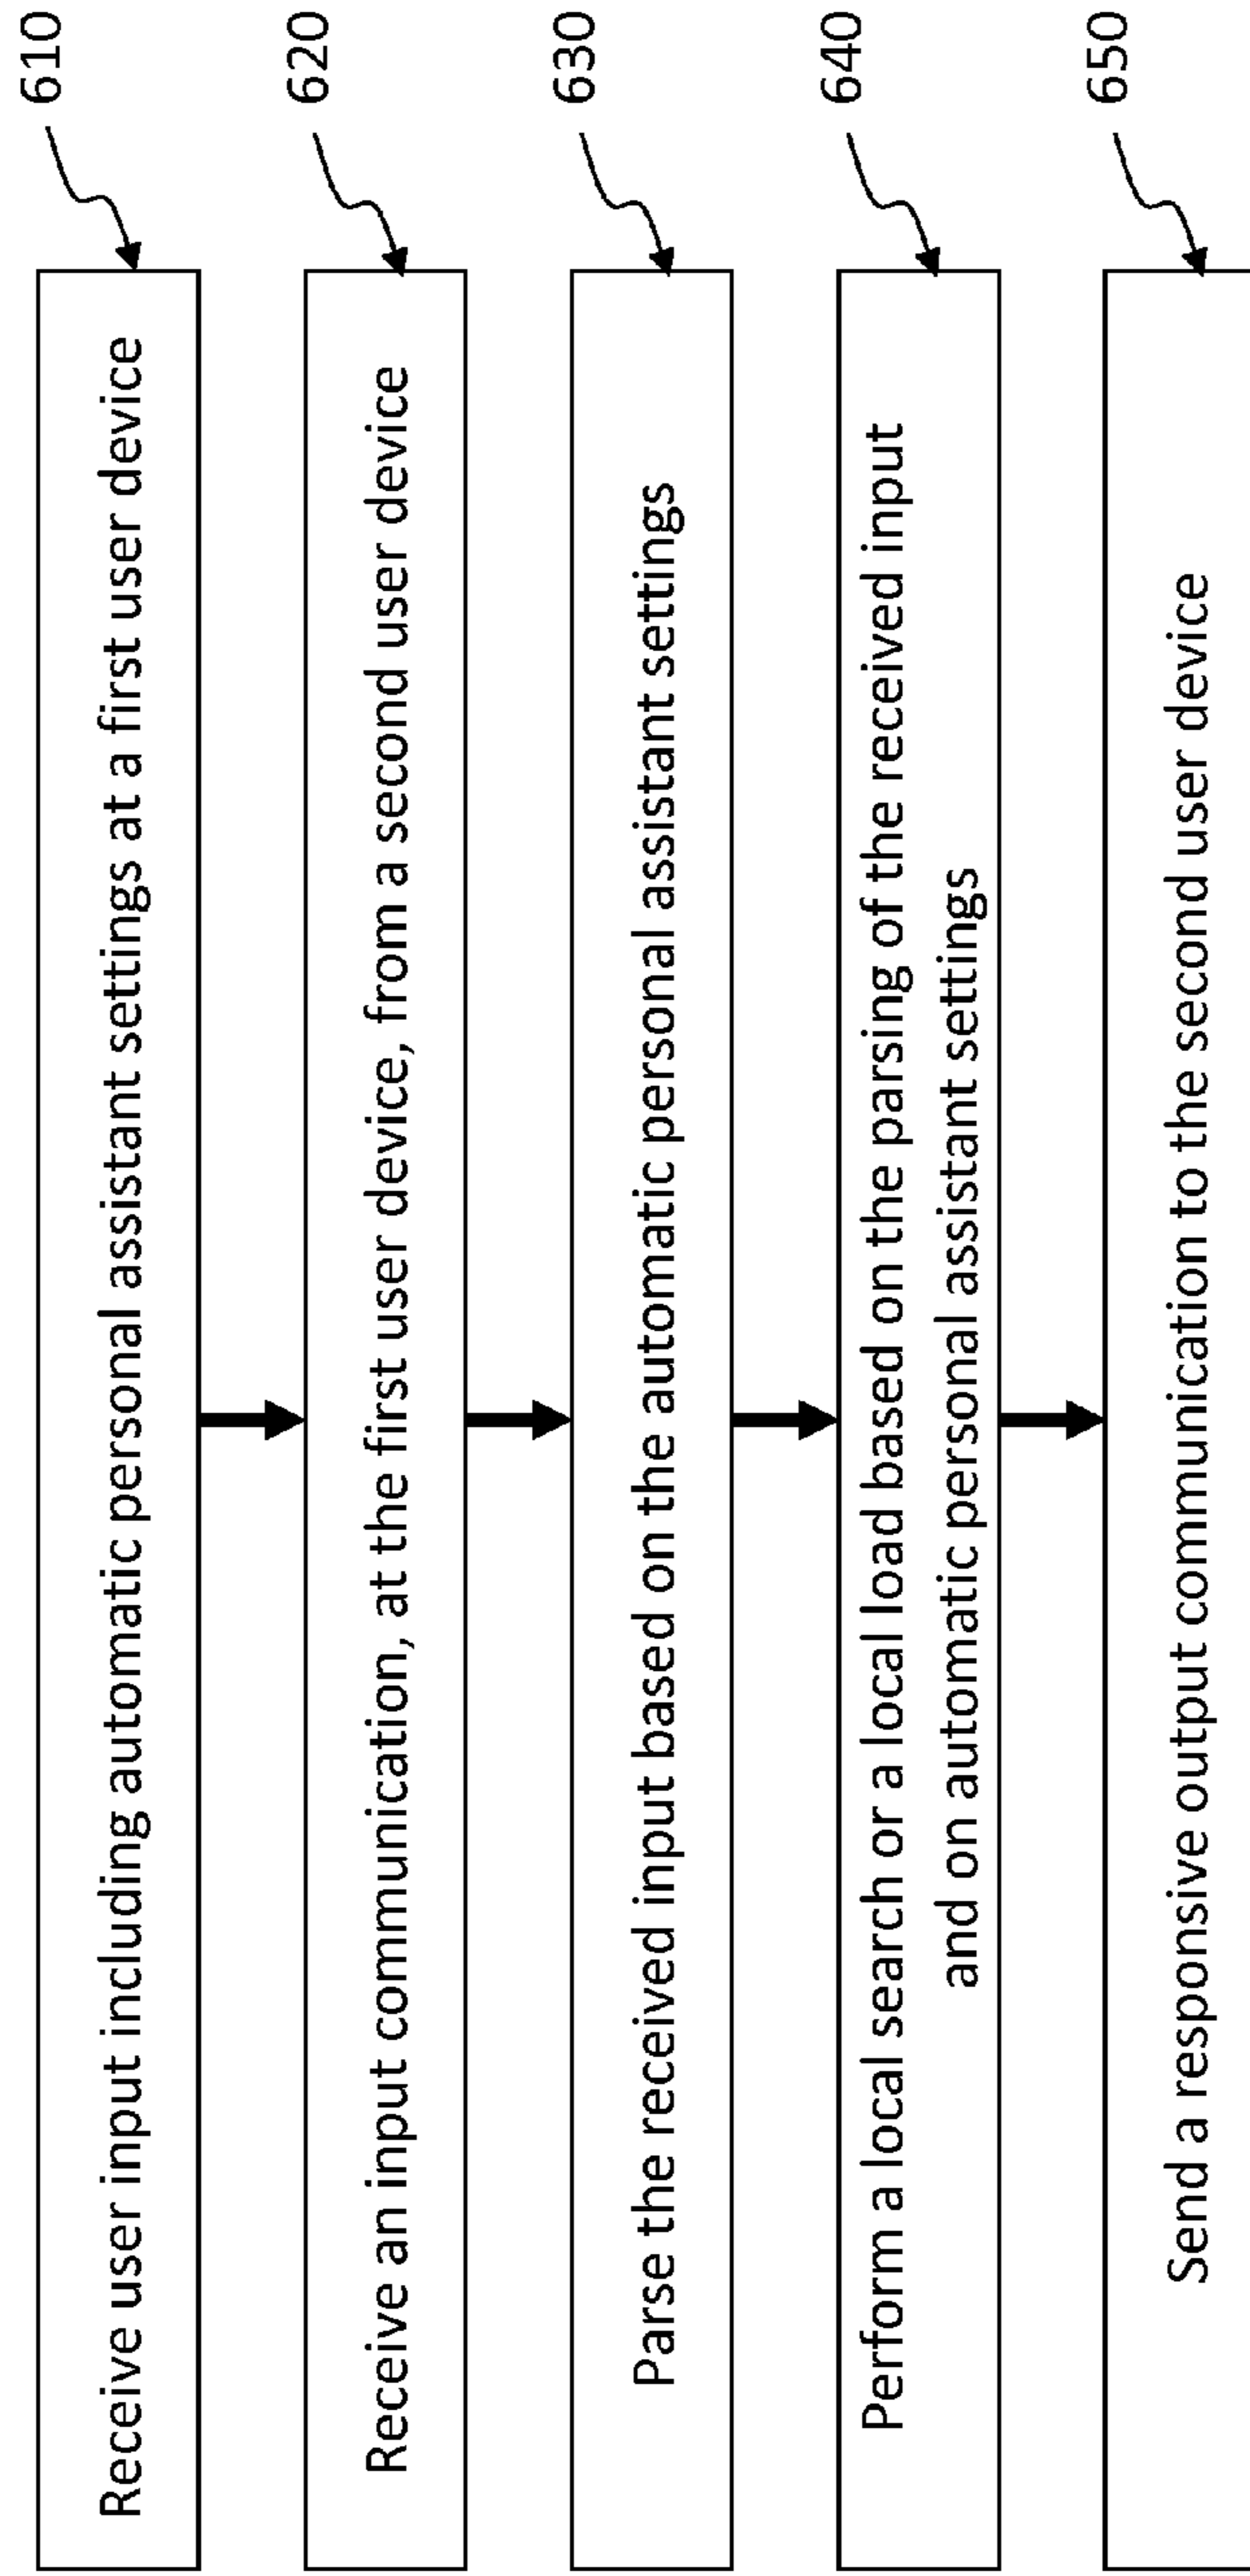 Receive user input including automatic personal assistant settings at a first user device
610
Receive an input communication, at the first user device, from a second user device
620
Parse the received input based on the automatic personal assistant settings
630
Perform a local search or a local load based on the parsing of the received input
and on automatic personal assistant settings
640
Send a responsive output communication to the second user device
650